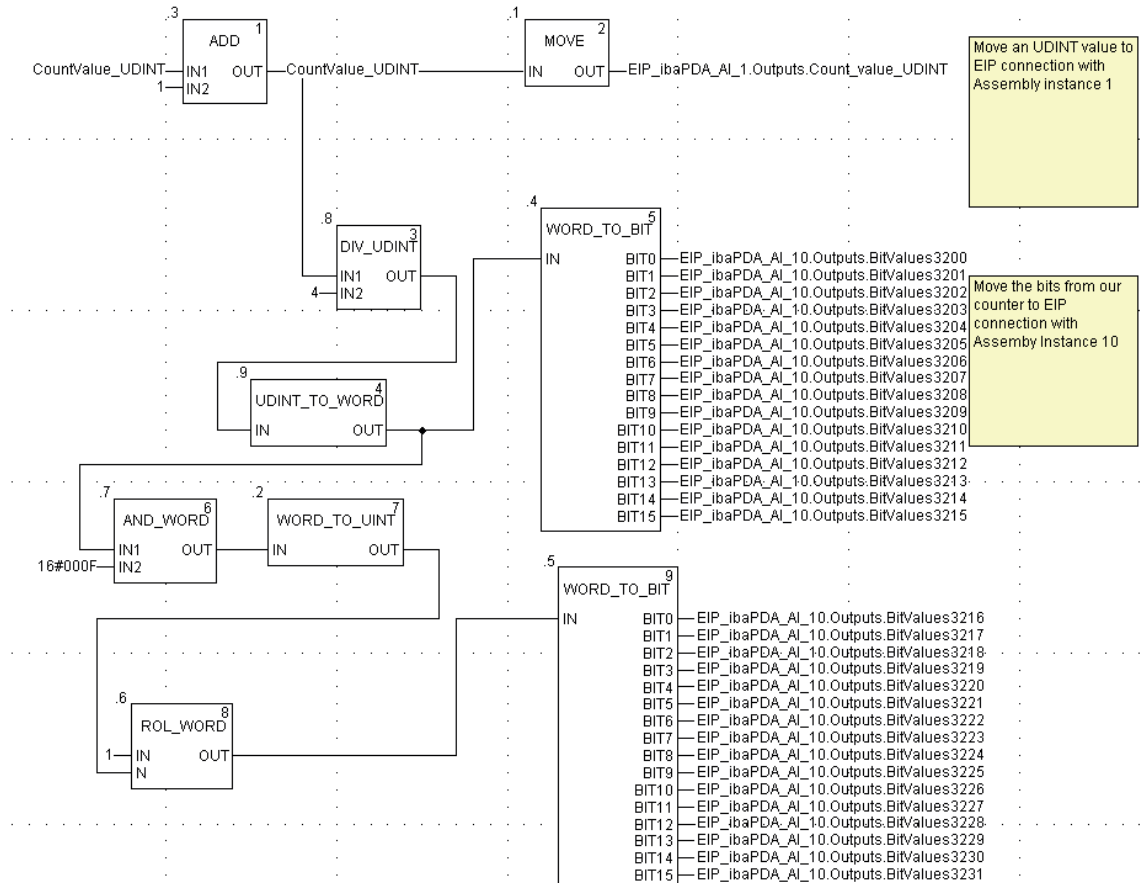 .3
ADD 1
CountValue_UDINT IN1 OUT CountValue_UDINT
1 IN2
.1
MOVE 2
IN OUT EIP_ibaPDA_AI_1.Outputs.Count_value_UDINT
Move an UDINT value to
EIP connection with
Assembly instance 1
.8
DIV_UDINT 3
IN1 OUT
4 IN2
.9
UDINT_TO_WORD 4
IN OUT
.4
WORD_TO_BIT 5
IN BIT0 EIP_ibaPDA_AI_10.Outputs.BitValues3200
BIT1 EIP_ibaPDA_AI_10.Outputs.BitValues3201
BIT2 EIP_ibaPDA_AI_10.Outputs.BitValues3202
BIT3 EIP_ibaPDA_AI_10.Outputs.BitValues3203
BIT4 EIP_ibaPDA_AI_10.Outputs.BitValues3204
BIT5 EIP_ibaPDA_AI_10.Outputs.BitValues3205
BIT6 EIP_ibaPDA_AI_10.Outputs.BitValues3206
BIT7 EIP_ibaPDA_AI_10.Outputs.BitValues3207
BIT8 EIP_ibaPDA_AI_10.Outputs.BitValues3208
BIT9 EIP_ibaPDA_AI_10.Outputs.BitValues3209
BIT10 EIP_ibaPDA_AI_10.Outputs.BitValues3210
BIT11 EIP_ibaPDA_AI_10.Outputs.BitValues3211
BIT12 EIP_ibaPDA_AI_10.Outputs.BitValues3212
BIT13 EIP_ibaPDA_AI_10.Outputs.BitValues3213
BIT14 EIP_ibaPDA_AI_10.Outputs.BitValues3214
BIT15 EIP_ibaPDA_AI_10.Outputs.BitValues3215
Move the bits from our
counter to EIP
connection with
Assemby Instance 10
.7
AND_WORD 6
IN1 OUT
16#000F IN2
.2
WORD_TO_UINT 7
IN OUT
.6
ROL_WORD 8
1 IN OUT
N
.5
WORD_TO_BIT 9
IN BIT0 EIP_ibaPDA_AI_10.Outputs.BitValues3216
BIT1 EIP_ibaPDA_AI_10.Outputs.BitValues3217
BIT2 EIP_ibaPDA_AI_10.Outputs.BitValues3218
BIT3 EIP_ibaPDA_AI_10.Outputs.BitValues3219
BIT4 EIP_ibaPDA_AI_10.Outputs.BitValues3220
BIT5 EIP_ibaPDA_AI_10.Outputs.BitValues3221
BIT6 EIP_ibaPDA_AI_10.Outputs.BitValues3222
BIT7 EIP_ibaPDA_AI_10.Outputs.BitValues3223
BIT8 EIP_ibaPDA_AI_10.Outputs.BitValues3224
BIT9 EIP_ibaPDA_AI_10.Outputs.BitValues3225
BIT10 EIP_ibaPDA_AI_10.Outputs.BitValues3226
BIT11 EIP_ibaPDA_AI_10.Outputs.BitValues3227
BIT12 EIP_ibaPDA_AI_10.Outputs.BitValues3228
BIT13 EIP_ibaPDA_AI_10.Outputs.BitValues3229
BIT14 EIP_ibaPDA_AI_10.Outputs.BitValues3230
BIT15 EIP_ibaPDA_AI_10.Outputs.BitValues3231